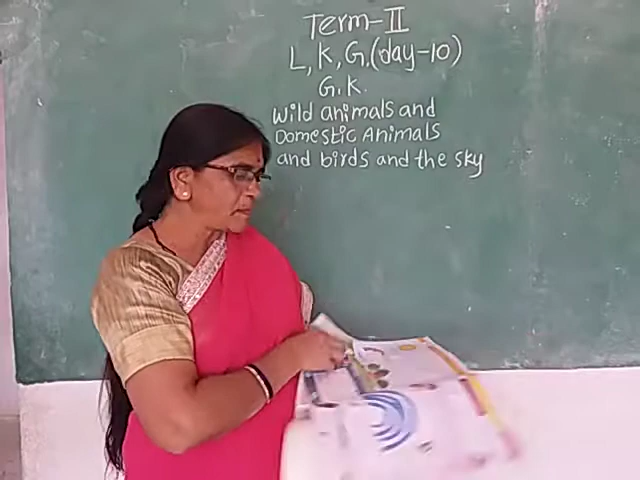 Term-II
L, K, G.(day-10)
G.K.
Wild animals and
Domestic Animals
and birds and the sky